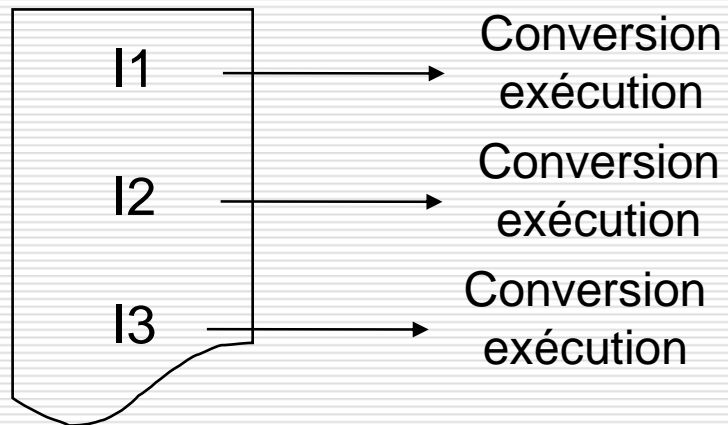 I1
Conversion
exécution
I2
Conversion
exécution
I3
Conversion
exécution